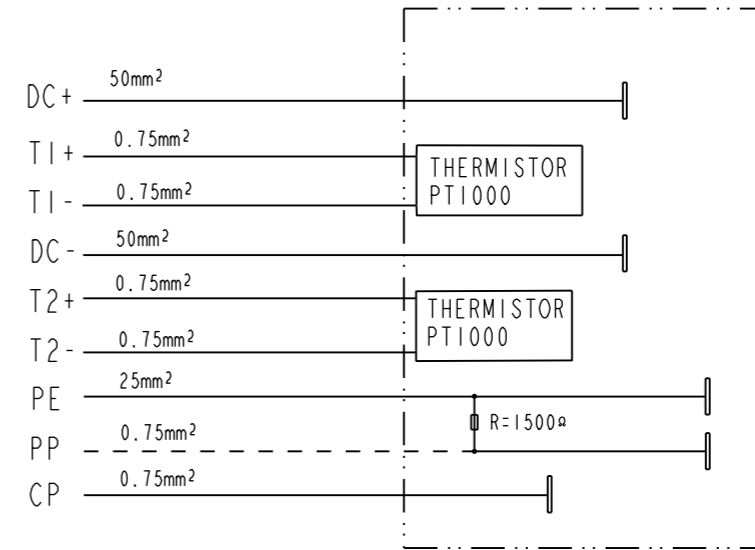 50mm²
DC+
0.75mm²
T1+
THERMISTOR
PT1000
0.75mm²
T1-
50mm²
DC-
0.75mm²
T2+
THERMISTOR
PT1000
0.75mm²
T2-
25mm²
PE
R=1500Ω
0.75mm²
PP
0.75mm²
CP